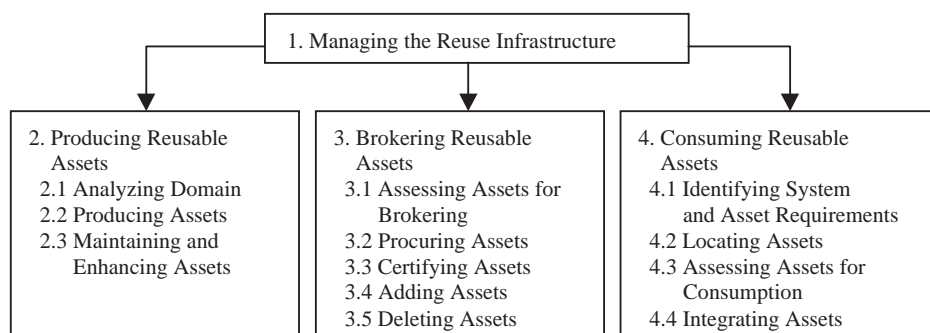 1. Managing the Reuse Infrastructure
2. Producing Reusable
Assets
2.1 Analyzing Domain
2.2 Producing Assets
2.3 Maintaining and
Enhancing Assets
3. Brokering Reusable
Assets
3.1 Assessing Assets for
Brokering
3.2 Procuring Assets
3.3 Certifying Assets
3.4 Adding Assets
3.5 Deleting Assets
4. Consuming Reusable
Assets
4.1 Identifying System
and Asset Requirements
4.2 Locating Assets
4.3 Assessing Assets for
Consumption
4.4 Integrating Assets